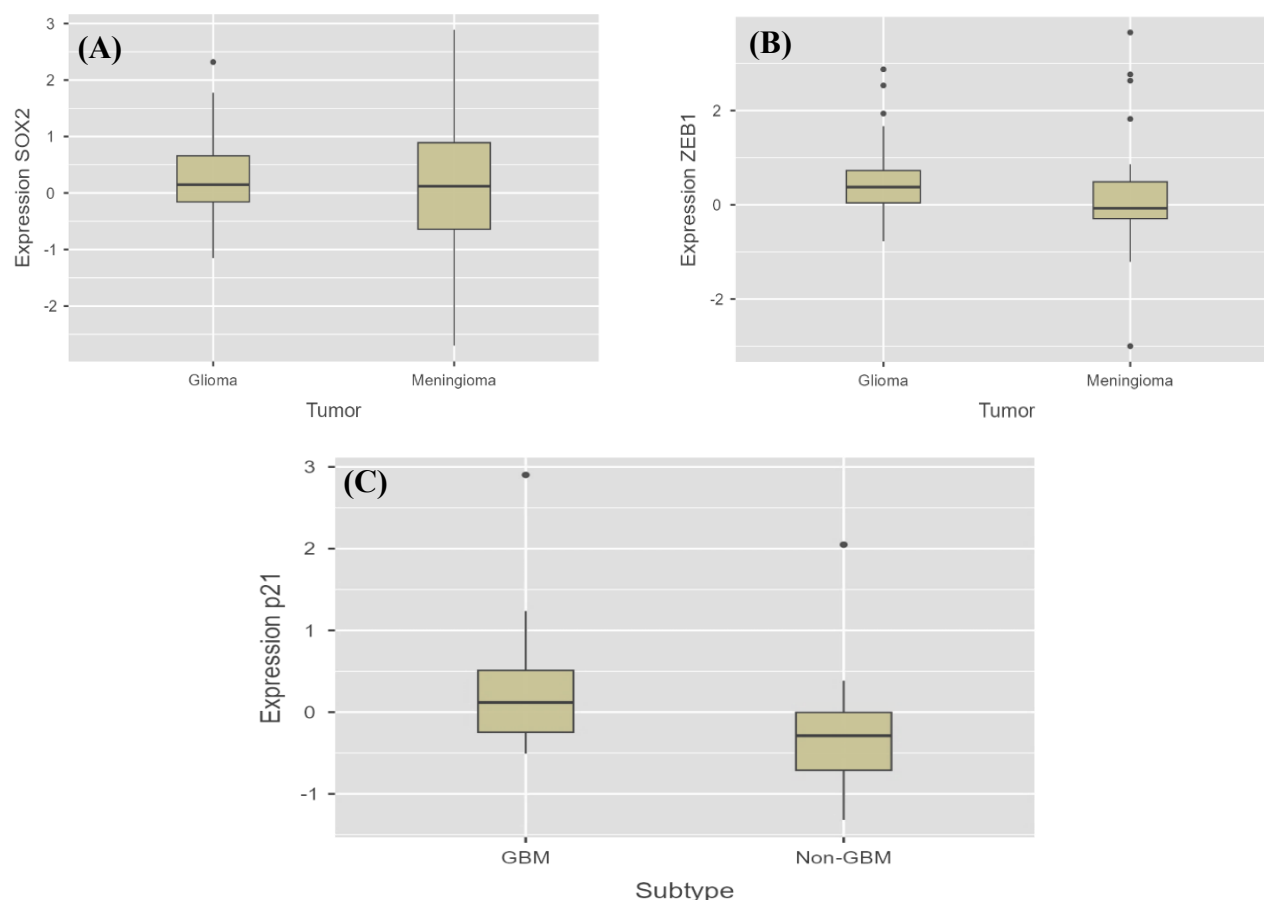 (A)
Expression SOX2
3
2
1
0
-1
-2
Glioma
Meningioma
Tumor
(B)
Expression ZEB1
2
0
-2
Glioma
Meningioma
Tumor
(C)
Expression p21
3
2
1
0
-1
GBM
Non-GBM
Subtype